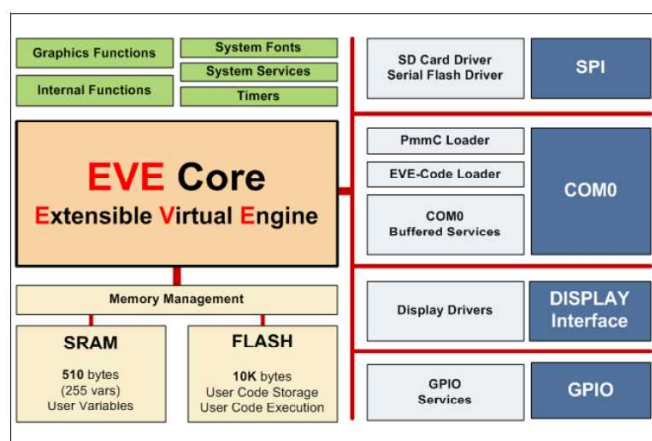 Graphics Functions
Internal Functions
System Fonts
System Services
Timers
EVE Core
Extensible Virtual Engine
Memory Management
SRAM
510 bytes
(255 vars)
User Variables
FLASH
10K bytes
User Code Storage
User Code Execution
SD Card Driver
Serial Flash Driver
SPI
PmmC Loader
EVE-Code Loader
COM0
Buffered Services
COM0
Display Drivers
DISPLAY
Interface
GPIO
Services
GPIO